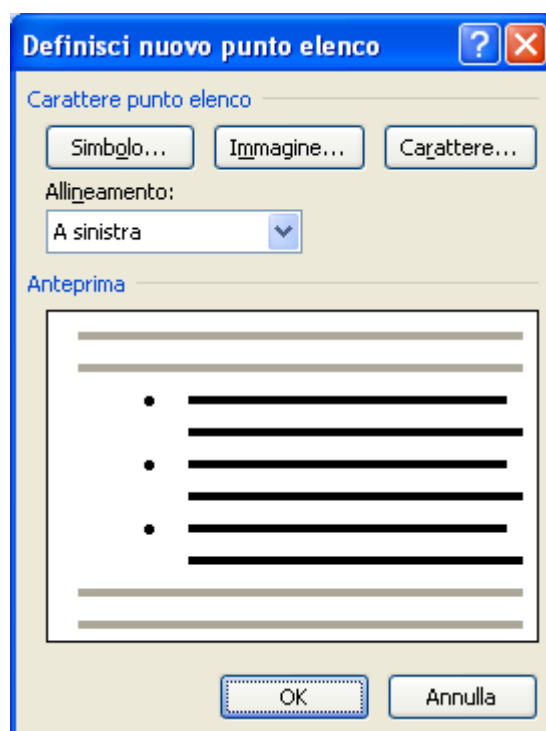 Definisci nuovo punto elenco
Carattere punto elenco
Simbolo... Immagine... Carattere...
Allineamento:
A sinistra
Anteprima
OK Annulla